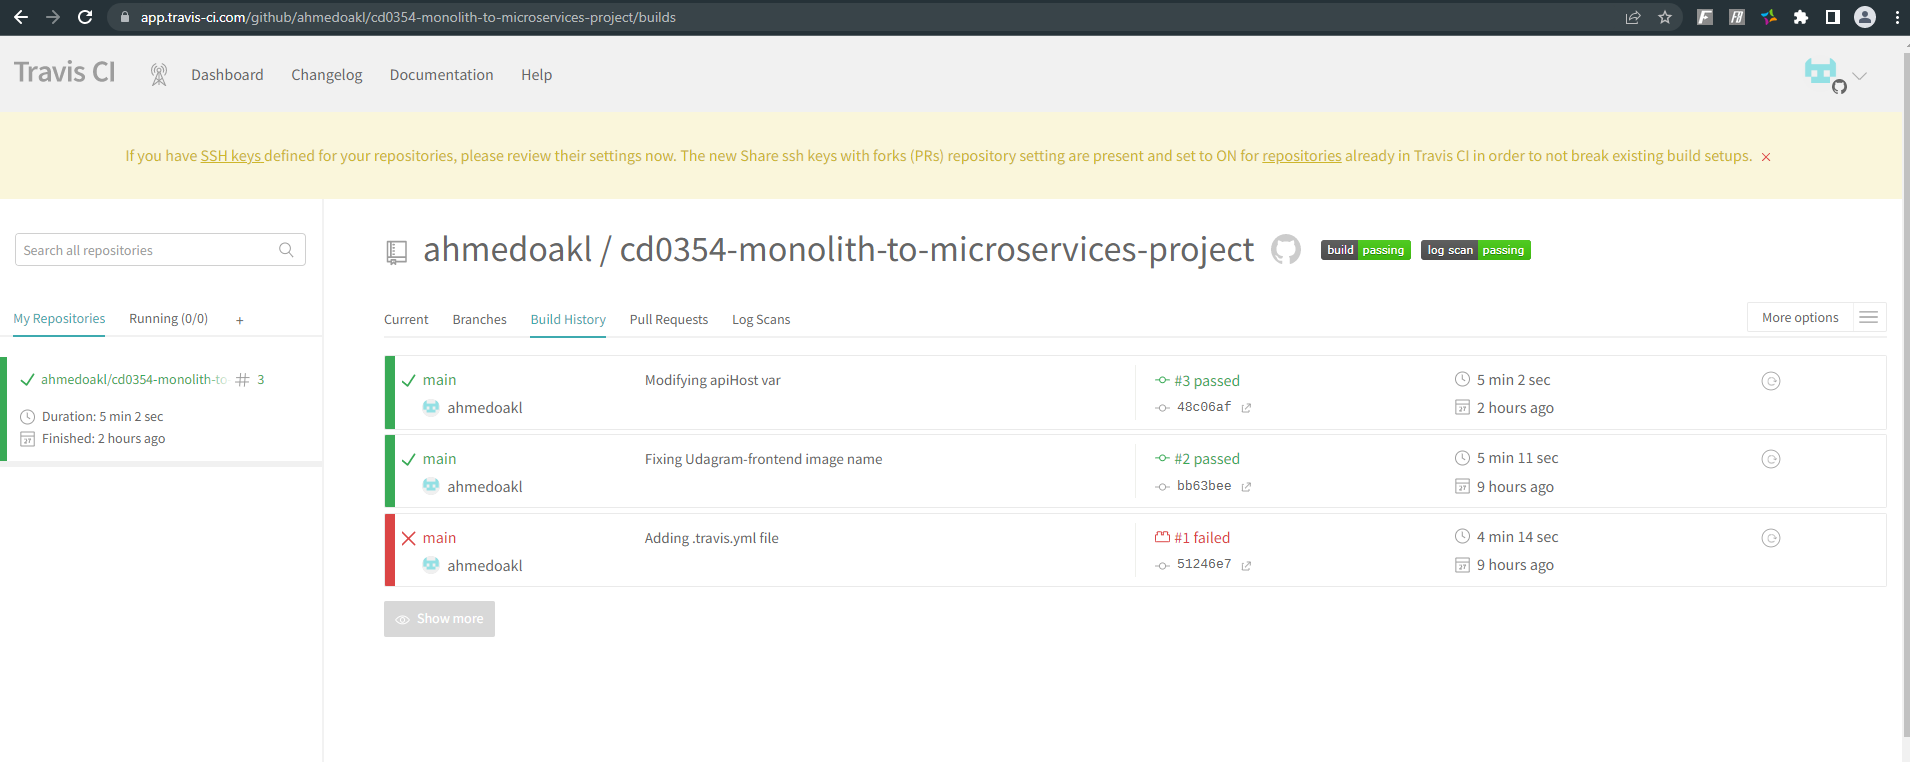 app.travis-ci.com/github/ahmedoakl/cd0354-monolith-to-microservices-project/builds
Travis CI Dashboard Changelog Documentation Help
If you have SSH keys defined for your repositories, please review their settings now. The new Share ssh keys with forks (PRs) repository setting are present and set to ON for repositories already in Travis CI in order to not break existing build setups.
Search all repositories
My Repositories Running (0/0) +
ahmedoakl/cd0354-monolith-to # 3
Duration: 5 min 2 sec
Finished: 2 hours ago
ahmedoakl / cd0354-monolith-to-microservices-project build passing log scan passing
Current Branches Build History Pull Requests Log Scans More options
main Modifying apiHost var #3 passed 5 min 2 sec
ahmedoakl 48c06af 27 2 hours ago
main Fixing Udagram-frontend image name #2 passed 5 min 11 sec
ahmedoakl bb63bee 27 9 hours ago
main Adding .travis.yml file #1 failed 4 min 14 sec
ahmedoakl 51246e7 27 9 hours ago
Show more